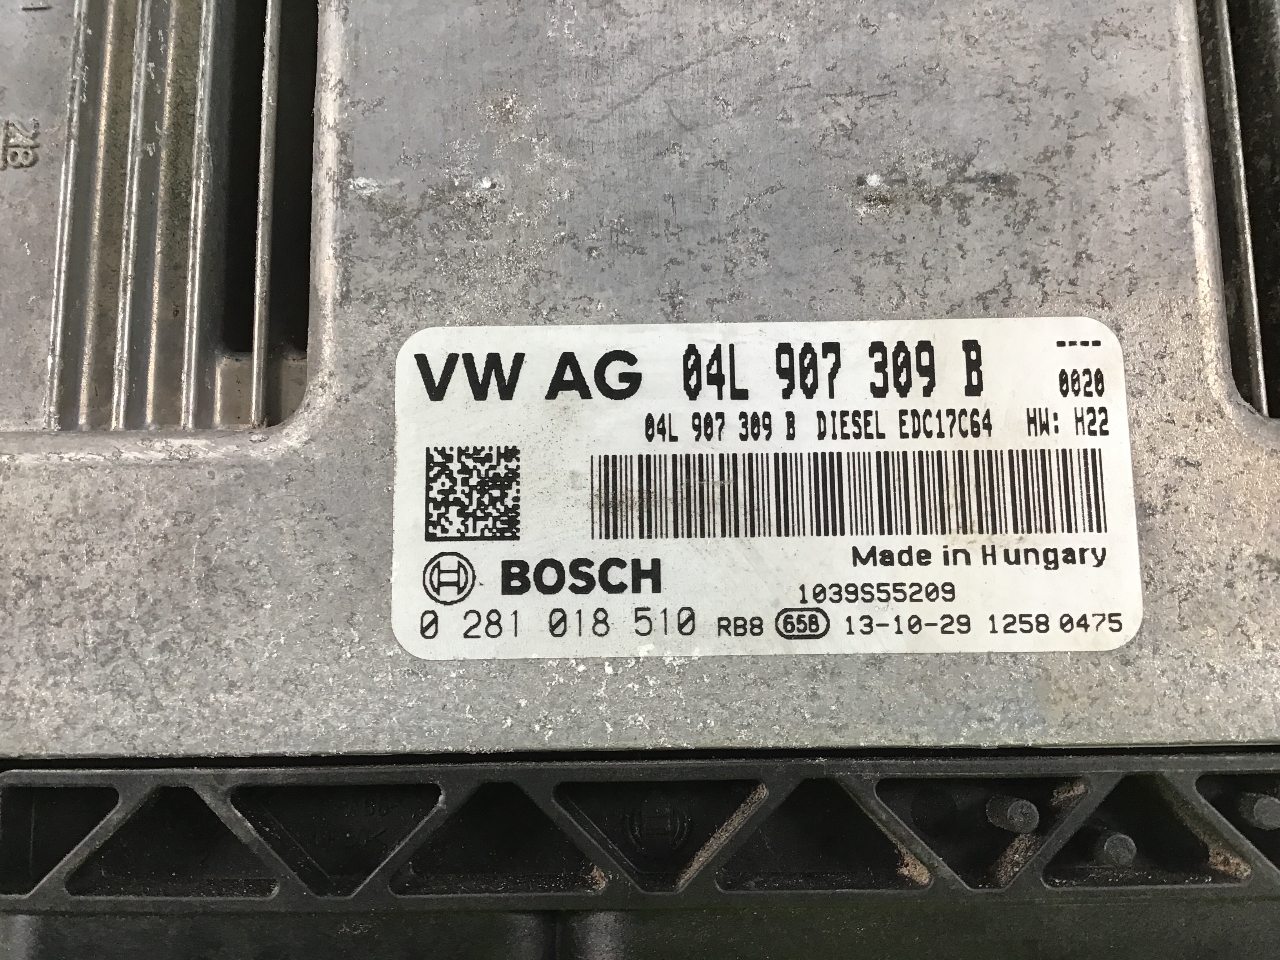 VW AG 04L 907 309 B ----
0020
04L 907 309 B DIESEL EDC17C64 HW: H22
Made in Hungary
BOSCH
1039S55209
0 281 018 510 RB8 658 13-10-29 1258 0475